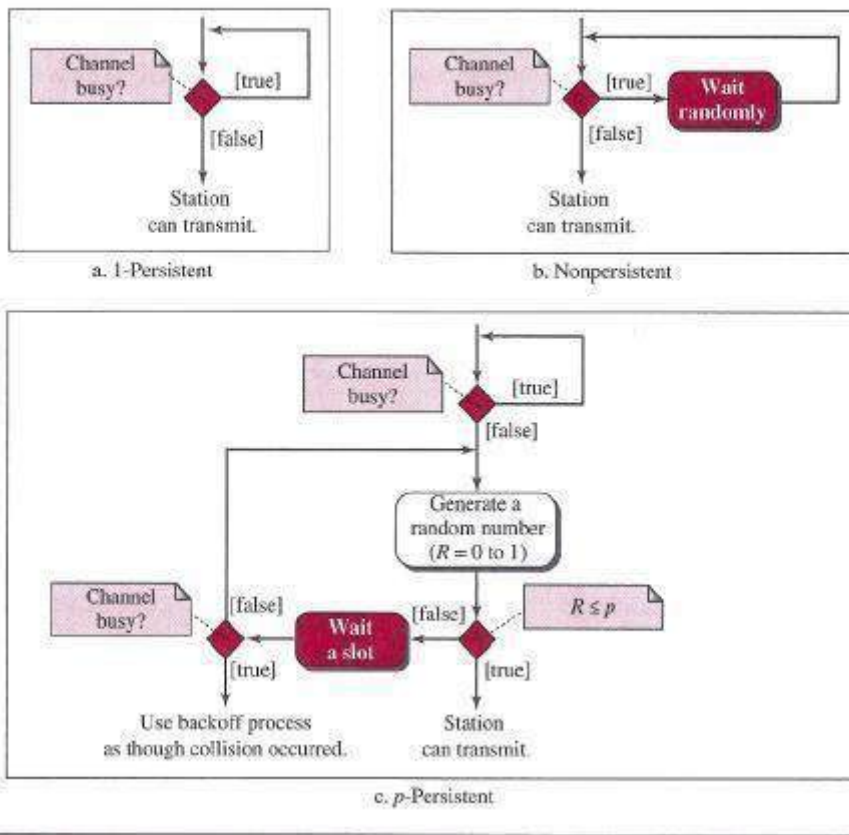 Channel
busy?
[true]
[false]
Station
can transmit.
a. 1-Persistent
Channel
busy?
[true]
Wait
randomly
[false]
Station
can transmit.
b. Nonpersistent
Channel
busy?
[true]
[false]
Generate a
random number
(R = 0 to 1)
Channel
busy?
[false]
Wait
a slot
[false]
R ≤ p
[true]
[true]
Use backoff process
as though collision occurred.
Station
can transmit.
c. p-Persistent